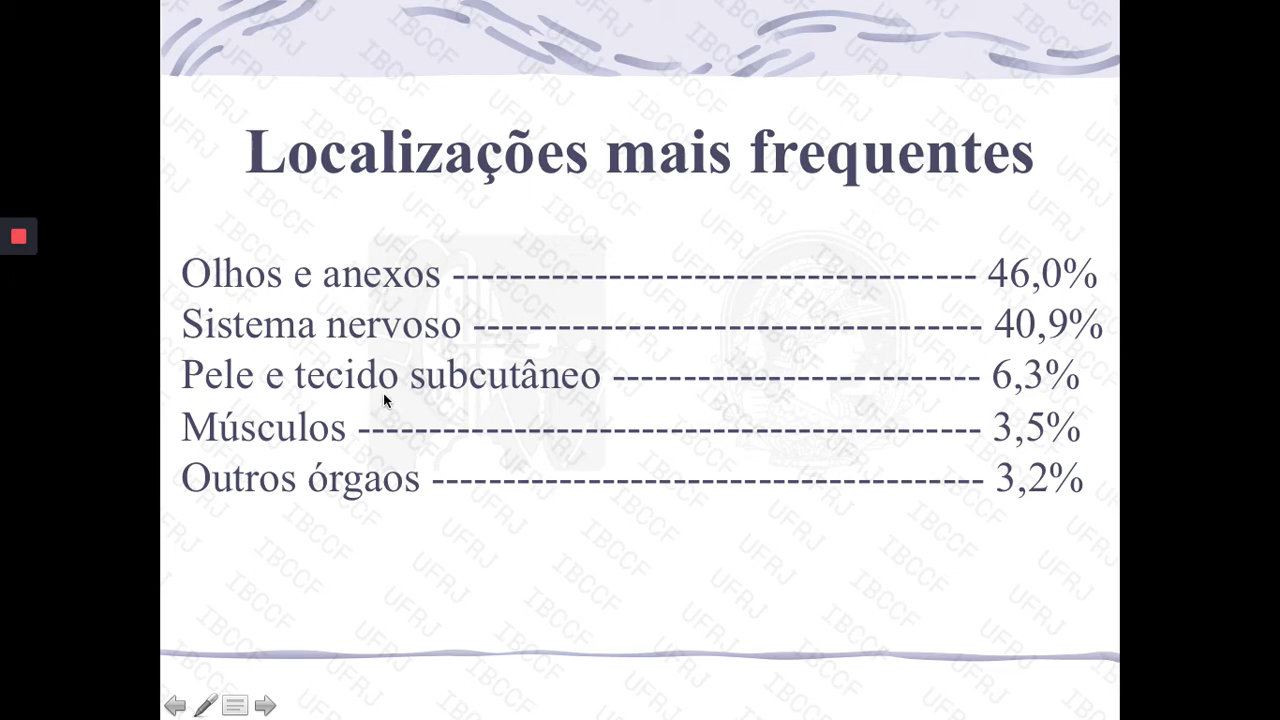 Localizações mais frequentes
Olhos e anexos ------------------------------------- 46,0%
Sistema nervoso ------------------------------------ 40,9%
Pele e tecido subcutâneo -------------------------- 6,3%
Músculos -------------------------------------------- 3,5%
Outros órgaos --------------------------------------- 3,2%